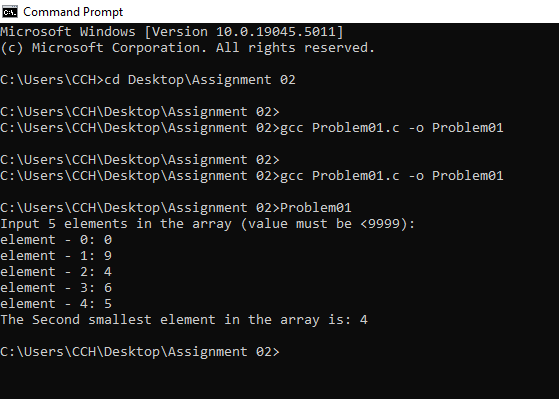 Command Prompt
Microsoft Windows [Version 10.0.19045.5011]
(c) Microsoft Corporation. All rights reserved.
C:\Users\CCH>cd Desktop\Assignment 02
C:\Users\CCH\Desktop\Assignment 02>
C:\Users\CCH\Desktop\Assignment 02>gcc Problem01.c -o Problem01
C:\Users\CCH\Desktop\Assignment 02>
C:\Users\CCH\Desktop\Assignment 02>gcc Problem01.c -o Problem01
C:\Users\CCH\Desktop\Assignment 02>Problem01
Input 5 elements in the array (value must be <9999):
element - 0: 0
element - 1: 9
element - 2: 4
element - 3: 6
element - 4: 5
The Second smallest element in the array is: 4
C:\Users\CCH\Desktop\Assignment 02>